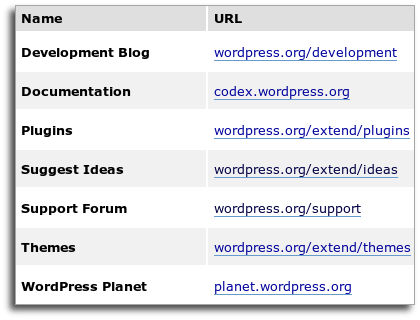 Name URL
Development Blog wordpress.org/development
Documentation codex.wordpress.org
Plugins wordpress.org/extend/plugins
Suggest Ideas wordpress.org/extend/ideas
Support Forum wordpress.org/support
Themes wordpress.org/extend/themes
WordPress Planet planet.wordpress.org